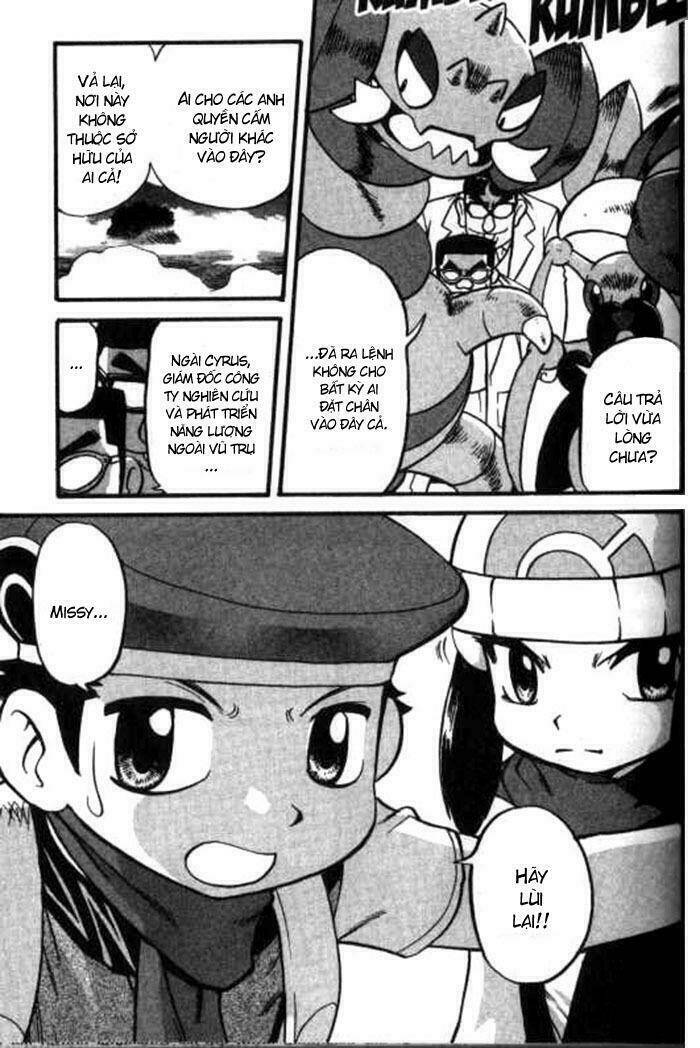 VẢ LẠI,
NƠI NÀY
KHÔNG
THUỘC SỞ
HỮU CỦA
AI CẢ!
AI CHO CÁC ANH
QUYỀN CẤM
NGƯỜI KHÁC
VÀO ĐÂY?
...
NGÀI CYRUS,
GIÁM ĐỐC CÔNG
TY NGHIÊN CỨU
VÀ PHÁT TRIỂN
NĂNG LƯỢNG
NGOÀI VŨ TRỤ
...
RUMBLE
...ĐÃ RA LỆNH
KHÔNG CHO
BẤT KỲ AI
ĐẶT CHÂN
VÀO ĐÂY CẢ.
CÂU TRẢ
LỜI VỪA
LÒNG
CHƯA?
MISSY...
HÃY
LÙI
LẠI!!